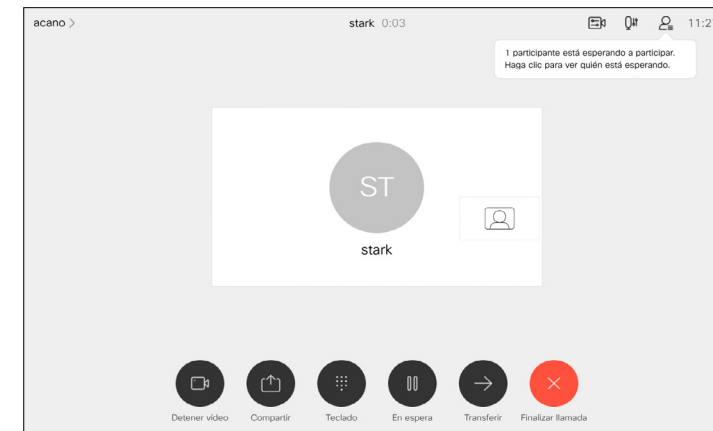 acano >
stark 0:03
11:2
1 participante está esperando a participar.
Haga clic para ver quién está esperando.
ST
stark
Detener vídeo
Compartir
Teclado
En espera
Transferir
Finalizar llamada